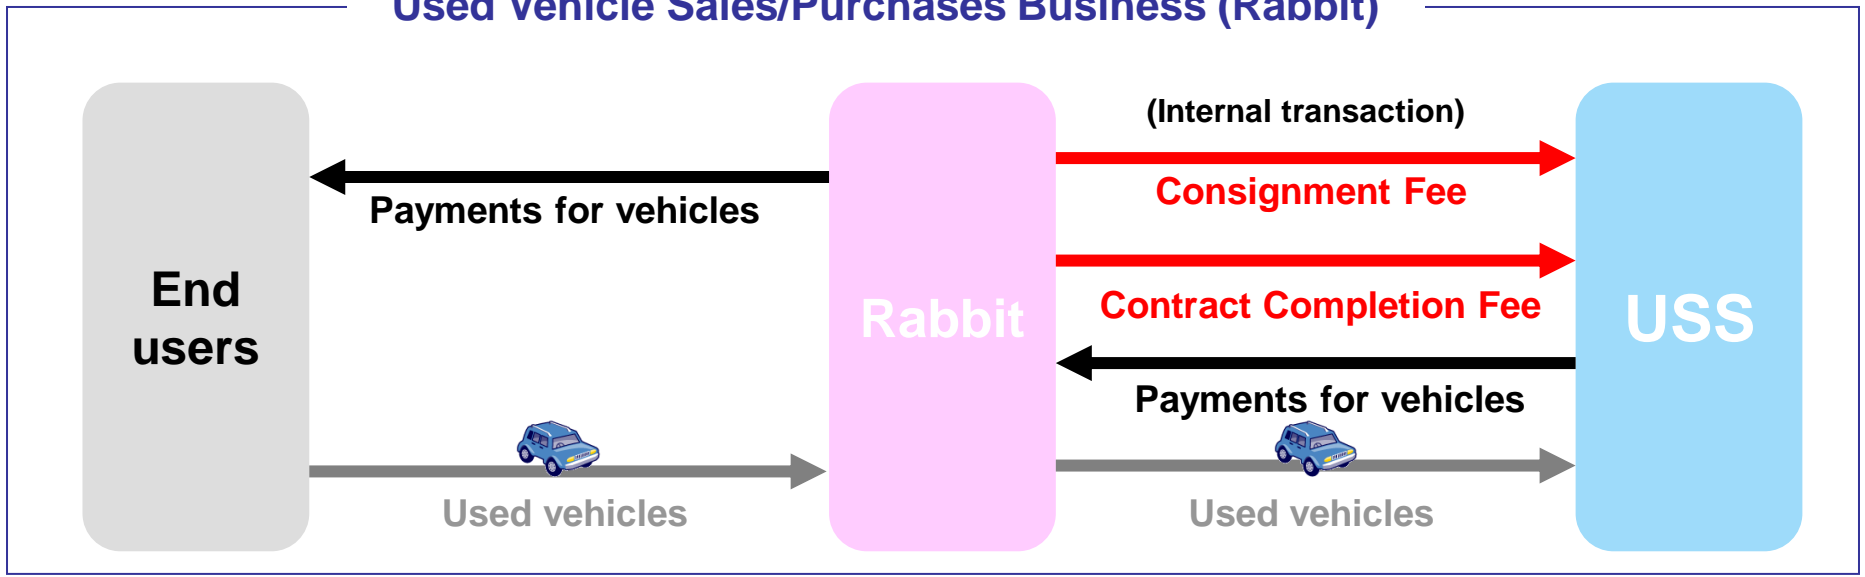 Used Vehicle Sales/Purchases Business (Rabbit)
(Internal transaction)
Consignment Fee
Payments for vehicles
End
users
Rabbit
Contract Completion Fee
USS
Payments for vehicles
Used vehicles
Used vehicles